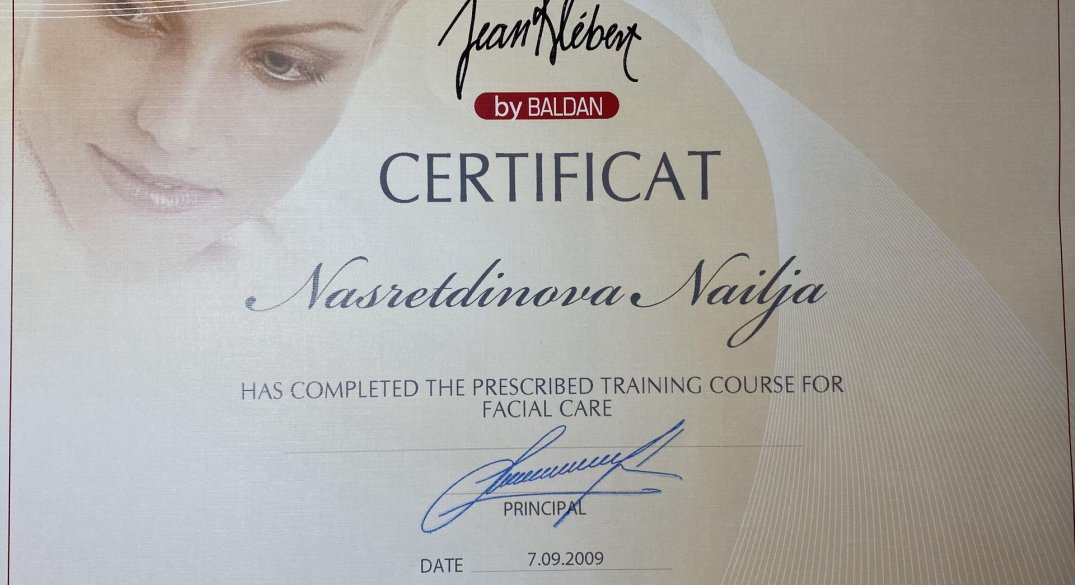 Jean Klébert
by BALDAN
CERTIFICAT
Nasretdinova Nailja
HAS COMPLETED THE PRESCRIBED TRAINING COURSE FOR
FACIAL CARE
PRINCIPAL
DATE 7.09.2009